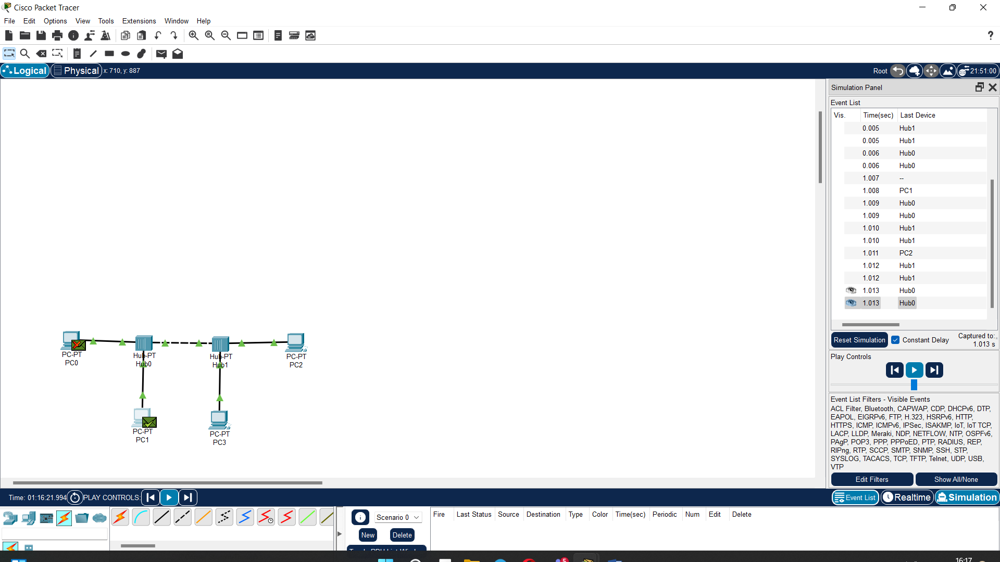 Cisco Packet Tracer
File Edit Options View Tools Extensions Window Help
Logical Physical x: 710, y: 887 Root 21:51:00
Simulation Panel
Event List
Vis. Time(sec) Last Device
0.005 Hub1
0.005 Hub1
0.006 Hub0
0.006 Hub0
1.007 --
1.008 PC1
1.009 Hub0
1.009 Hub0
1.010 Hub1
1.010 Hub1
1.011 PC2
1.012 Hub1
1.012 Hub1
1.013 Hub0
1.013 Hub0
Reset Simulation Constant Delay Captured to:
1.013 s
Play Controls
Event List Filters - Visible Events
ACL Filter, Bluetooth, CAPWAP, CDP, DHCPv6, DTP,
EAPOL, EIGRPv6, FTP, H.323, HSRPv6, HTTP,
HTTPS, ICMP, ICMPv6, IPSec, ISAKMP, IoT, IoT TCP,
LACP, LLDP, Meraki, NDP, NETFLOW, NTP, OSPFv6,
PAgP, POP3, PPP, PPPoED, PTP, RADIUS, REP,
RIPng, RTP, SCCP, SMTP, SNMP, SSH, STP,
SYSLOG, TACACS, TCP, TFTP, Telnet, UDP, USB,
VTP
Edit Filters Show All/None
PC-PT
PC0
Hub-PT
Hub0
Hub-PT
Hub1
PC-PT
PC2
PC-PT
PC1
PC-PT
PC3
Time: 01:16:21.994 PLAY CONTROLS: Event List Realtime Simulation
Scenario 0
New Delete
Fire Last Status Source Destination Type Color Time(sec) Periodic Num Edit Delete
5
16:17